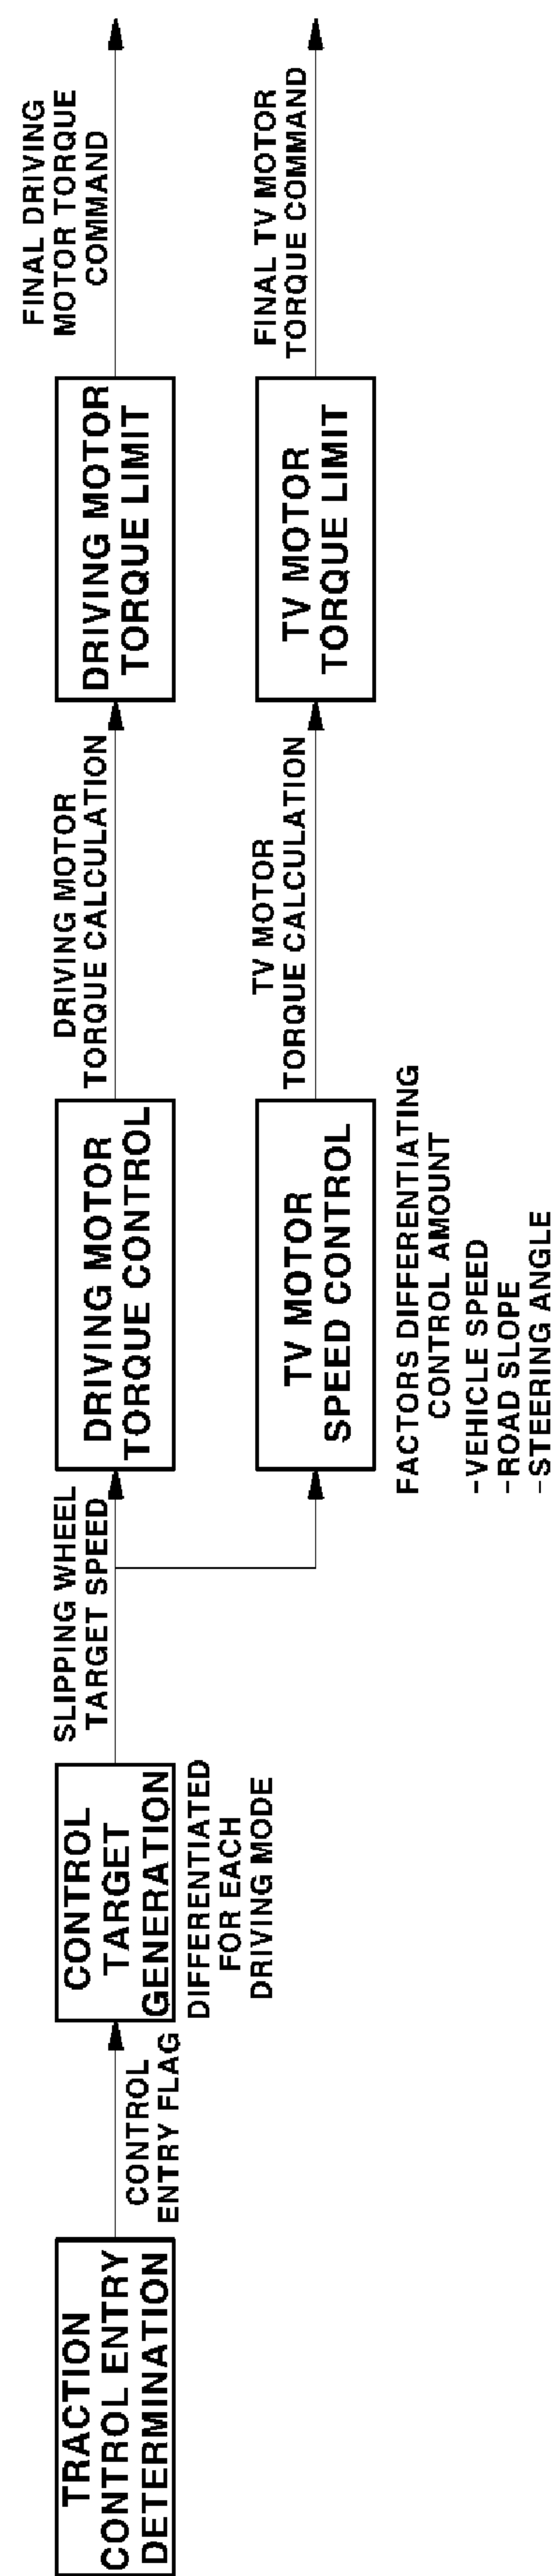 TRACTION
CONTROL ENTRY
DETERMINATION
CONTROL
ENTRY FLAG
CONTROL
TARGET
GENERATION
DIFFERENTIATED
FOR EACH
DRIVING MODE
SLIPPING WHEEL
TARGET SPEED
DRIVING MOTOR
TORQUE CONTROL
DRIVING MOTOR
TORQUE CALCULATION
DRIVING MOTOR
TORQUE LIMIT
FINAL DRIVING
MOTOR TORQUE
COMMAND
TV MOTOR
SPEED CONTROL
FACTORS DIFFERENTIATING
CONTROL AMOUNT
-VEHICLE SPEED
-ROAD SLOPE
-STEERING ANGLE
TV MOTOR
TORQUE CALCULATION
TV MOTOR
TORQUE LIMIT
FINAL TV MOTOR
TORQUE COMMAND